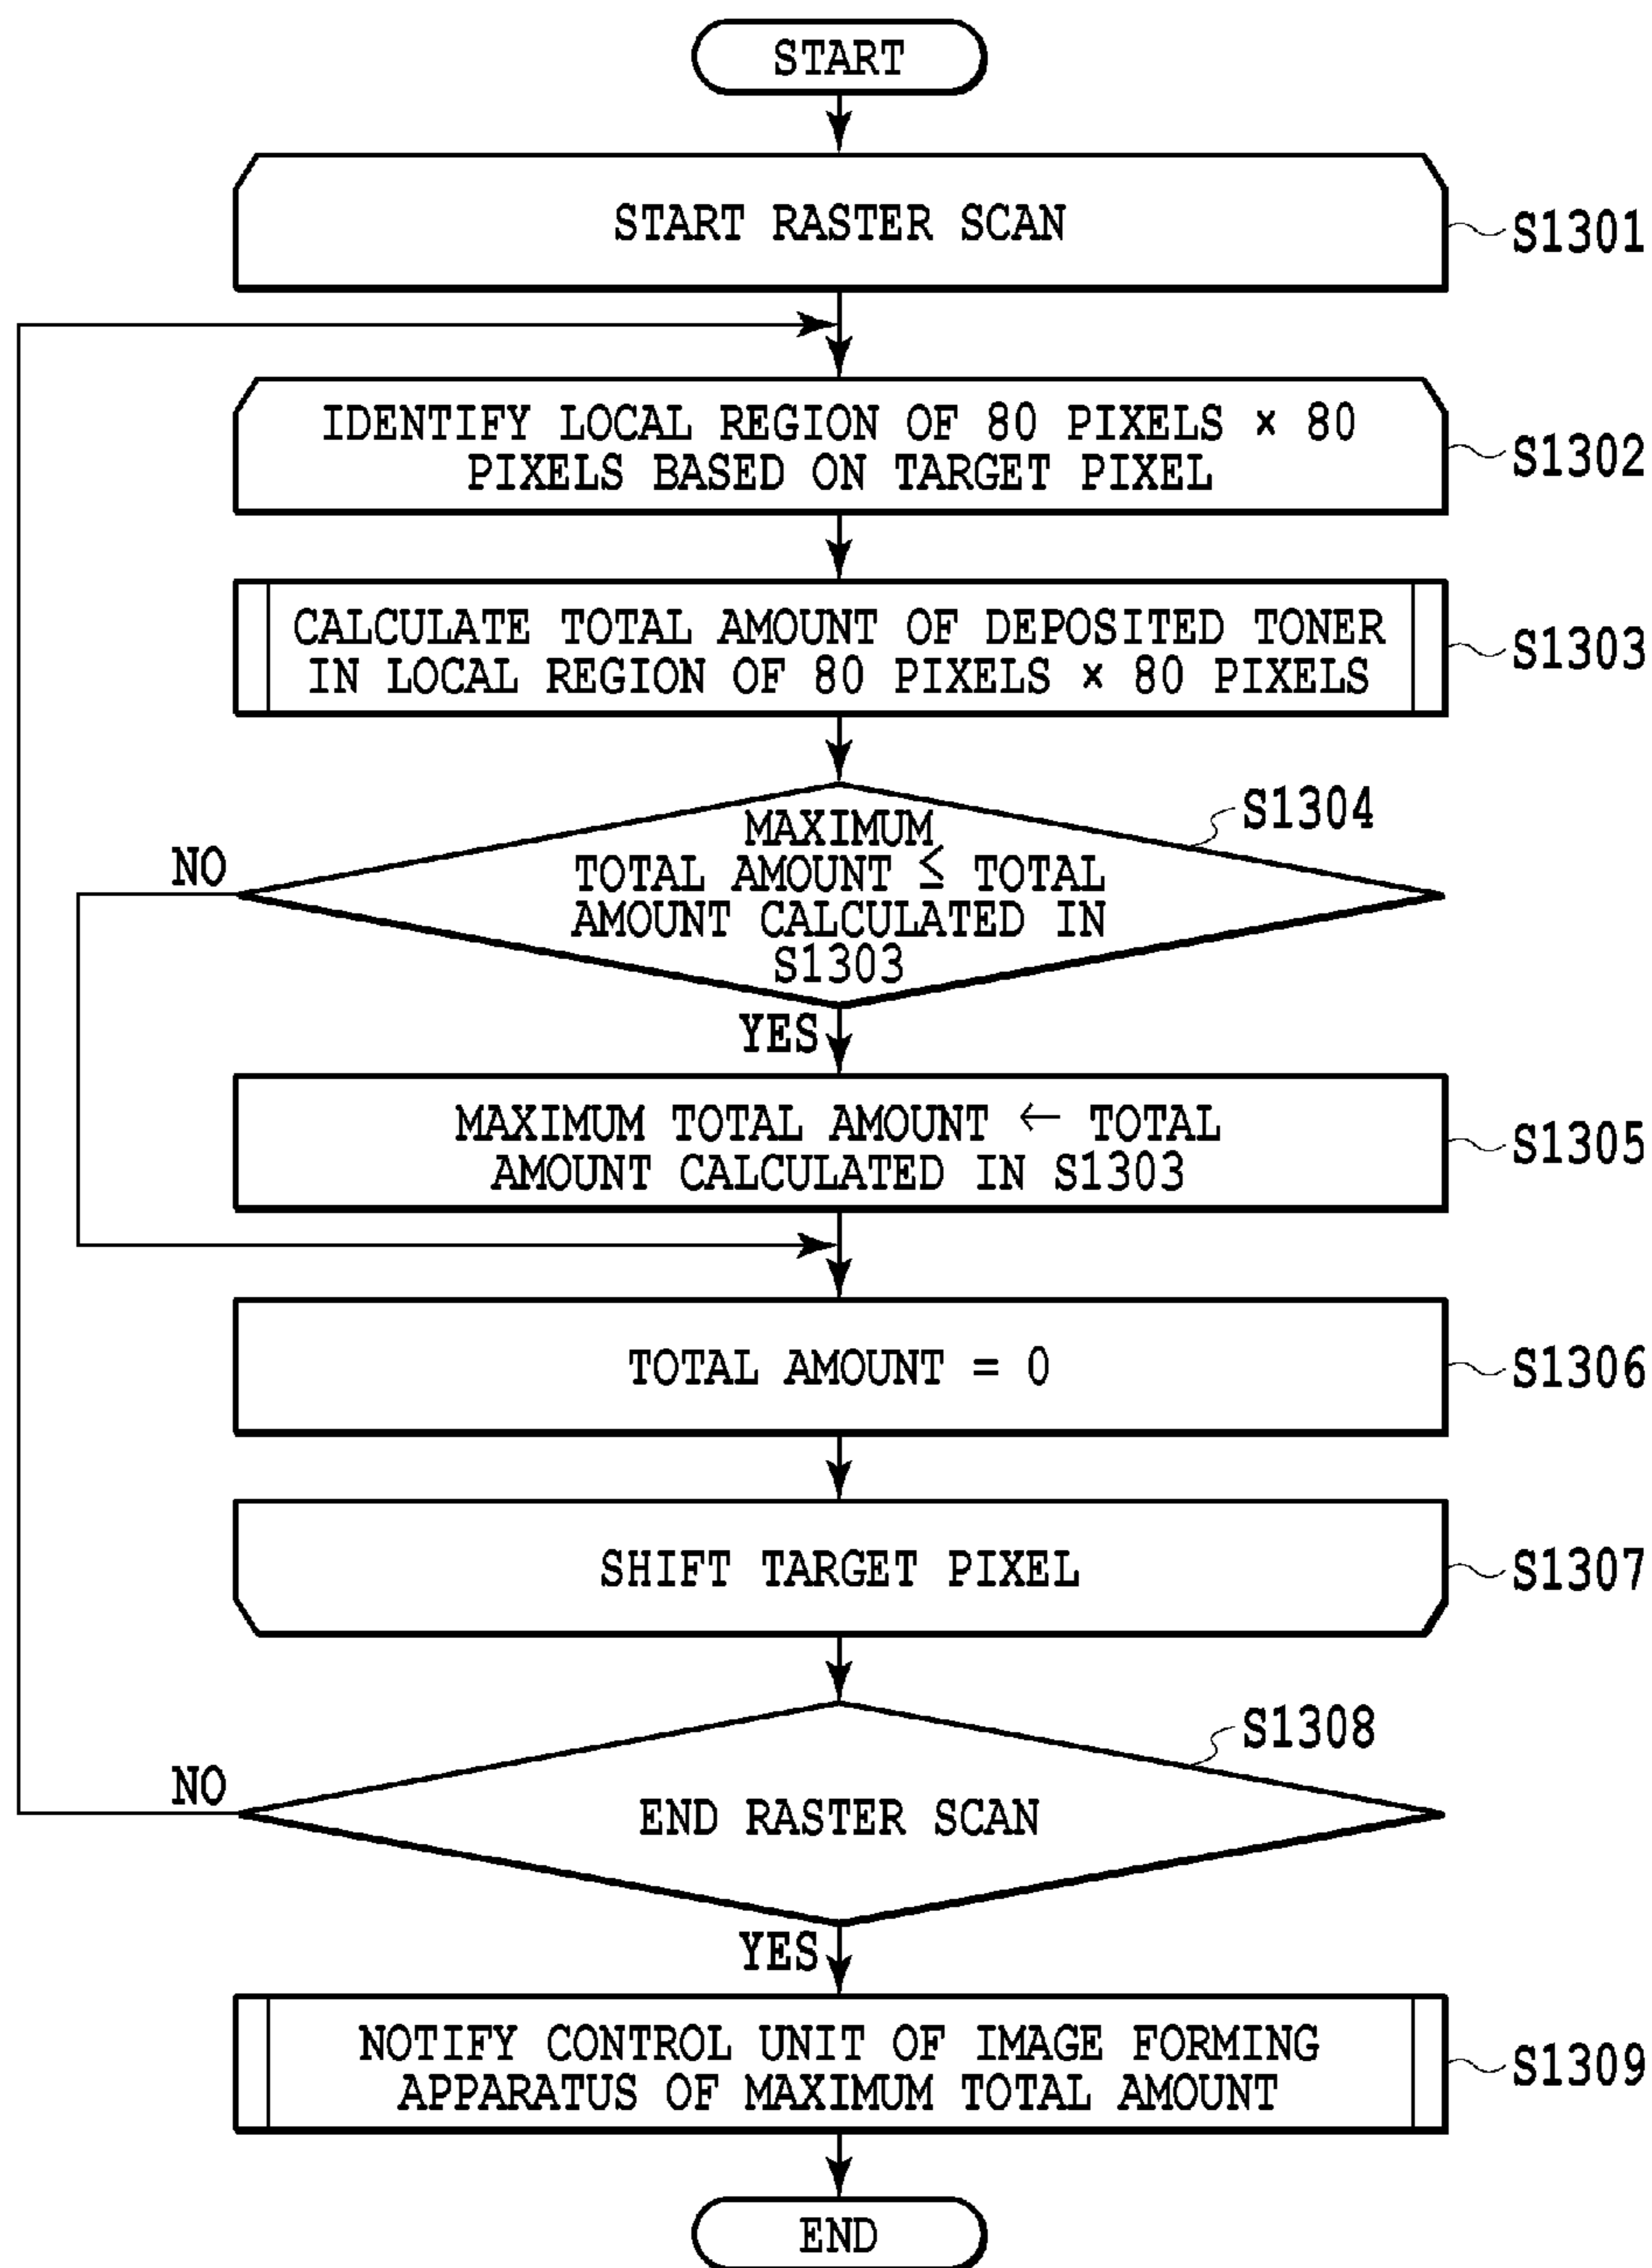 START
START RASTER SCAN
S1301
IDENTIFY LOCAL REGION OF 80 PIXELS × 80
PIXELS BASED ON TARGET PIXEL
S1302
CALCULATE TOTAL AMOUNT OF DEPOSITED TONER
IN LOCAL REGION OF 80 PIXELS × 80 PIXELS
S1303
S1304
MAXIMUM
TOTAL AMOUNT ≤ TOTAL
AMOUNT CALCULATED IN
S1303
NO
YES
MAXIMUM TOTAL AMOUNT ← TOTAL
AMOUNT CALCULATED IN S1303
S1305
TOTAL AMOUNT = 0
S1306
SHIFT TARGET PIXEL
S1307
S1308
END RASTER SCAN
NO
YES
NOTIFY CONTROL UNIT OF IMAGE FORMING
APPARATUS OF MAXIMUM TOTAL AMOUNT
S1309
END